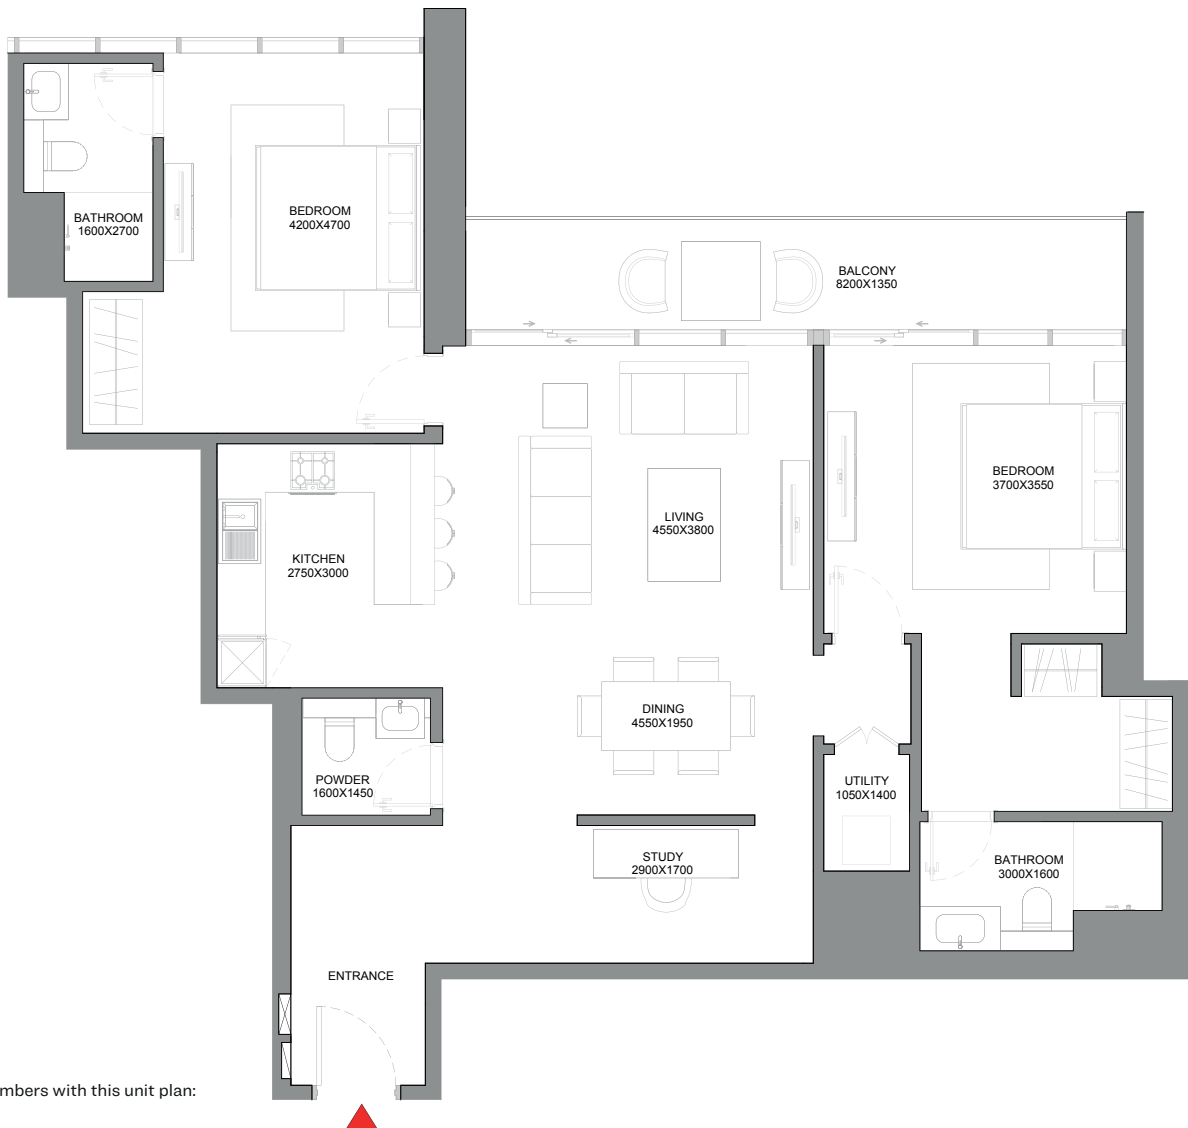 BATHROOM
1600X2700
BEDROOM
4200X4700
BALCONY
8200X1350
BEDROOM
3700X3550
LIVING
4550X3800
KITCHEN
2750X3000
DINING
4550X1950
POWDER
1600X1450
UTILITY
1050X1400
STUDY
2900X1700
BATHROOM
3000X1600
ENTRANCE
with this unit plan: